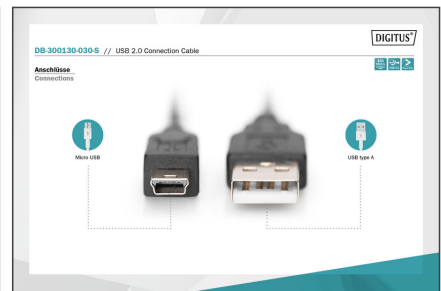 DIGITUS®
DB-300130-030-S // USB 2.0 Connection Cable
Anschlüsse
Connections
Micro USB
USB type A